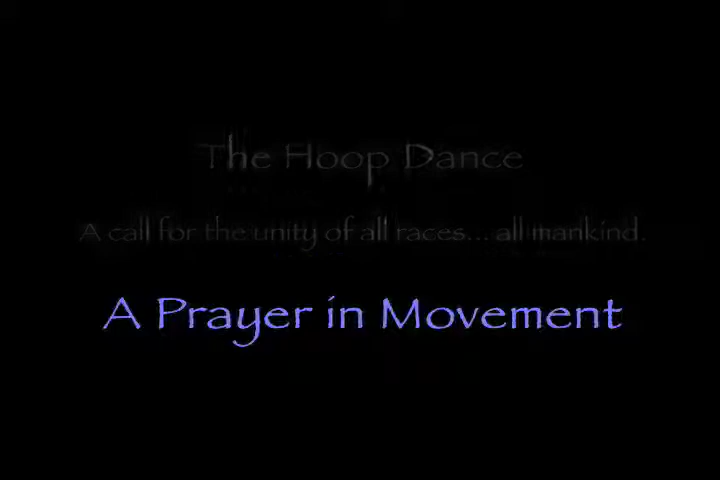 The Hoop Dance
A call for the unity of all races... all mankind.
A Prayer in Movement